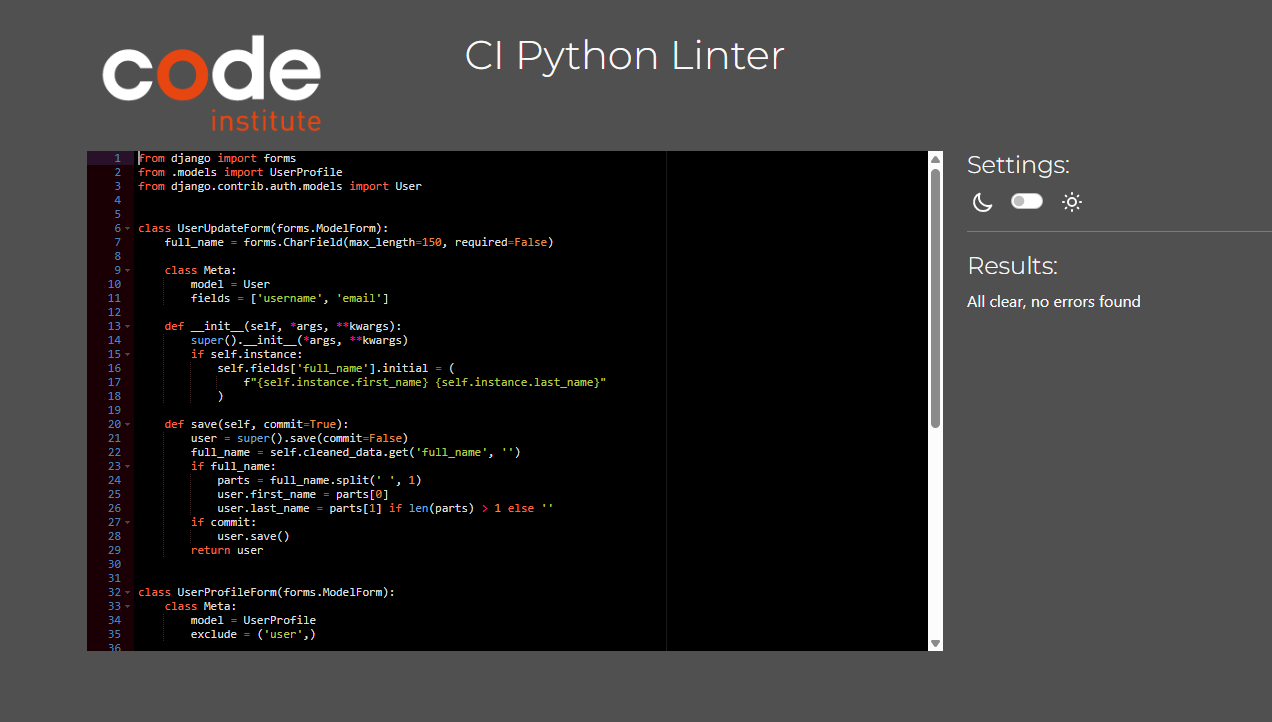 code
institute
CI Python Linter
1 from django import forms
2 from .models import UserProfile
3 from django.contrib.auth.models import User
4
5
6 class UserUpdateForm(forms.ModelForm):
7     full_name = forms.CharField(max_length=150, required=False)
8
9     class Meta:
10         model = User
11         fields = ['username', 'email']
12
13     def __init__(self, *args, **kwargs):
14         super().__init__(*args, **kwargs)
15         if self.instance:
16             self.fields['full_name'].initial = (
17                 f"{self.instance.first_name} {self.instance.last_name}"
18             )
19
20     def save(self, commit=True):
21         user = super().save(commit=False)
22         full_name = self.cleaned_data.get('full_name', '')
23         if full_name:
24             parts = full_name.split(' ', 1)
25             user.first_name = parts[0]
26             user.last_name = parts[1] if len(parts) > 1 else ''
27         if commit:
28             user.save()
29         return user
30
31
32 class UserProfileForm(forms.ModelForm):
33     class Meta:
34         model = UserProfile
35         exclude = ('user',)
36
Settings:
Results:
All clear, no errors found